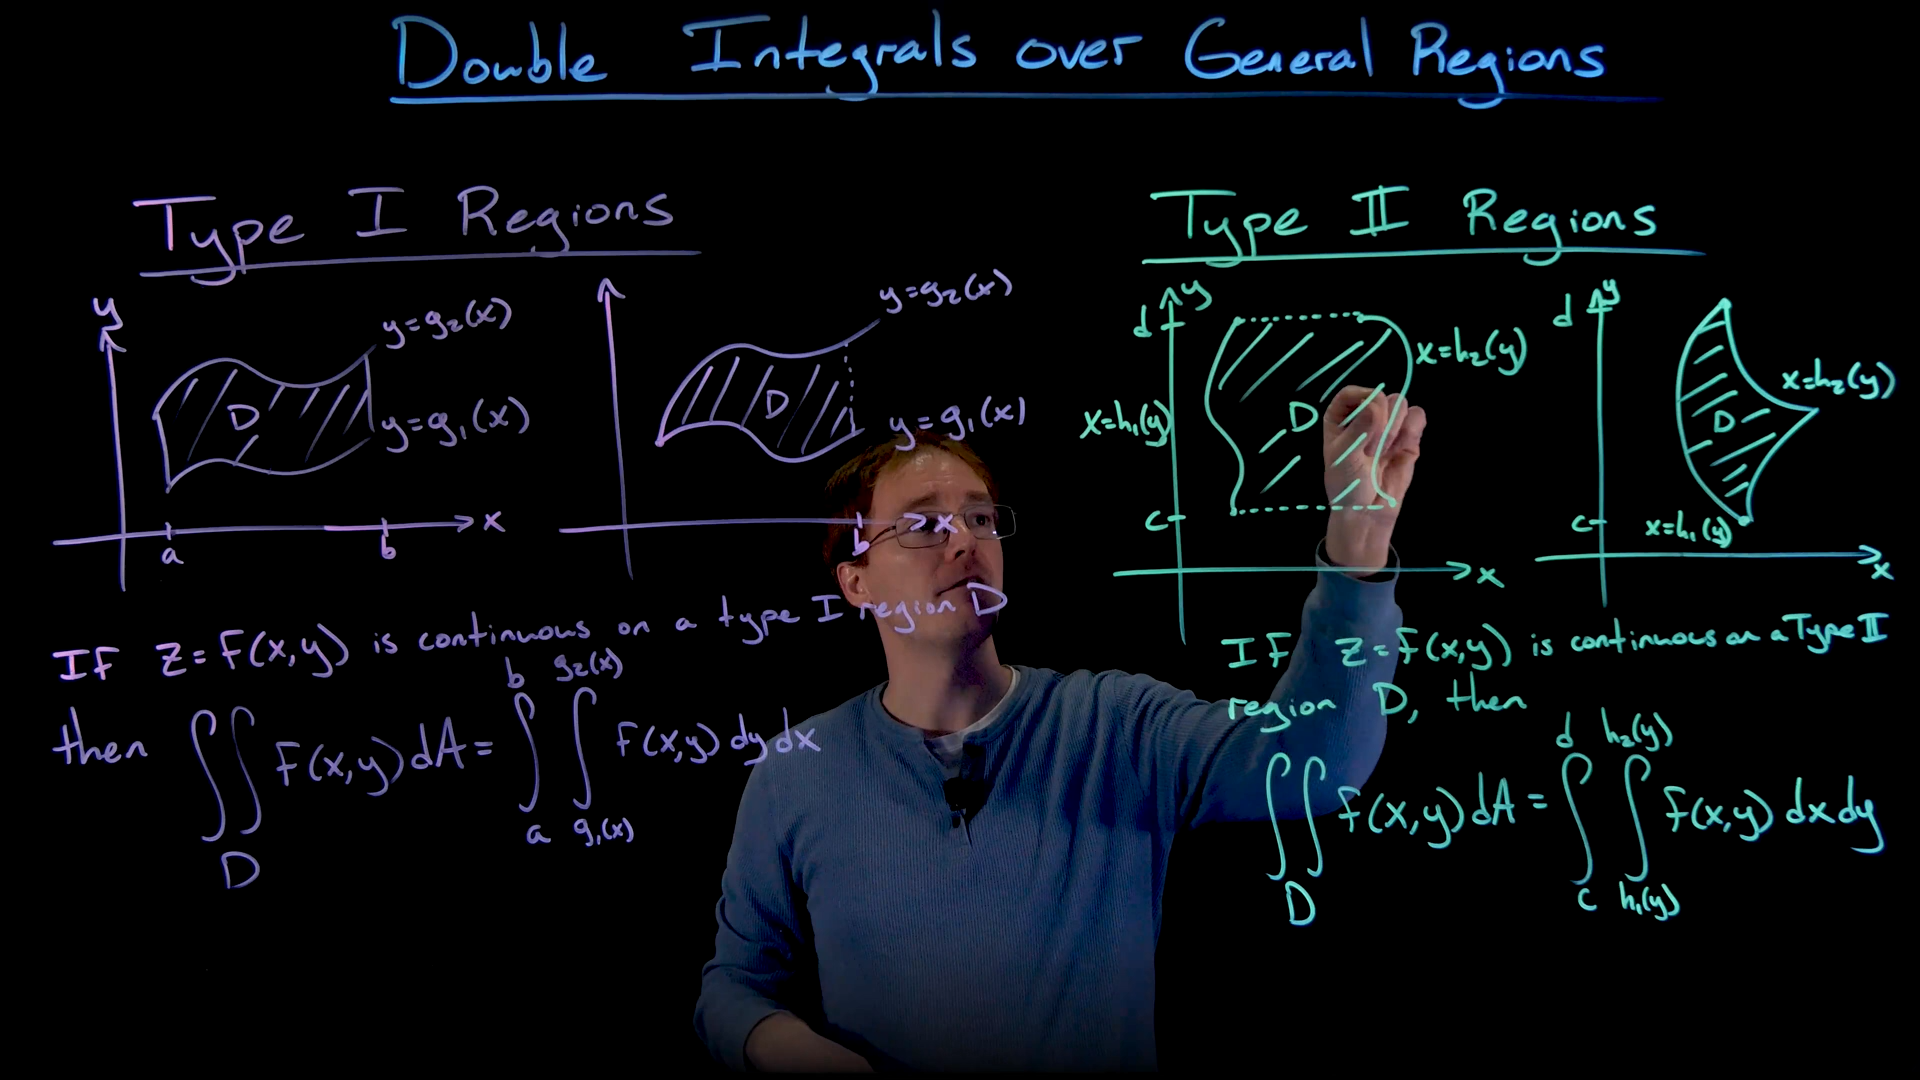 Double Integrals over General Regions
Type I Regions
y
y=g₂(x)
D
y=g₁(x)
x
a
b
y=g₂(x)
D
y=g₁(x)
x
b
IF z=f(x,y) is continuous on a type I region D
then ∫∫ f(x,y) dA = ∫ ∫ f(x,y) dy dx
D
b g₂(x)
a g₁(x)
Type II Regions
y
d
x=h₂(y)
D
x=h₁(y)
c
x
y
d
x=h₂(y)
D
c
x=h₁(y)
x
IF z=f(x,y) is continuous on a Type II
region D, then
d h₂(y)
∫∫ f(x,y) dA = ∫ ∫ f(x,y) dx dy
D
c h₁(y)